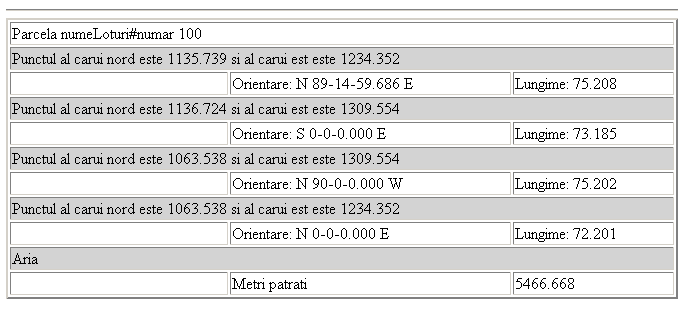 Parcela numeLoturi#numar 100
Punctul al carui nord este 1135.739 si al carui est este 1234.352
Orientare: N 89-14-59.686 E Lungime: 75.208
Punctul al carui nord este 1136.724 si al carui est este 1309.554
Orientare: S 0-0-0.000 E Lungime: 73.185
Punctul al carui nord este 1063.538 si al carui est este 1309.554
Orientare: N 90-0-0.000 W Lungime: 75.202
Punctul al carui nord este 1063.538 si al carui est este 1234.352
Orientare: N 0-0-0.000 E Lungime: 72.201
Aria
Metri patrati 5466.668